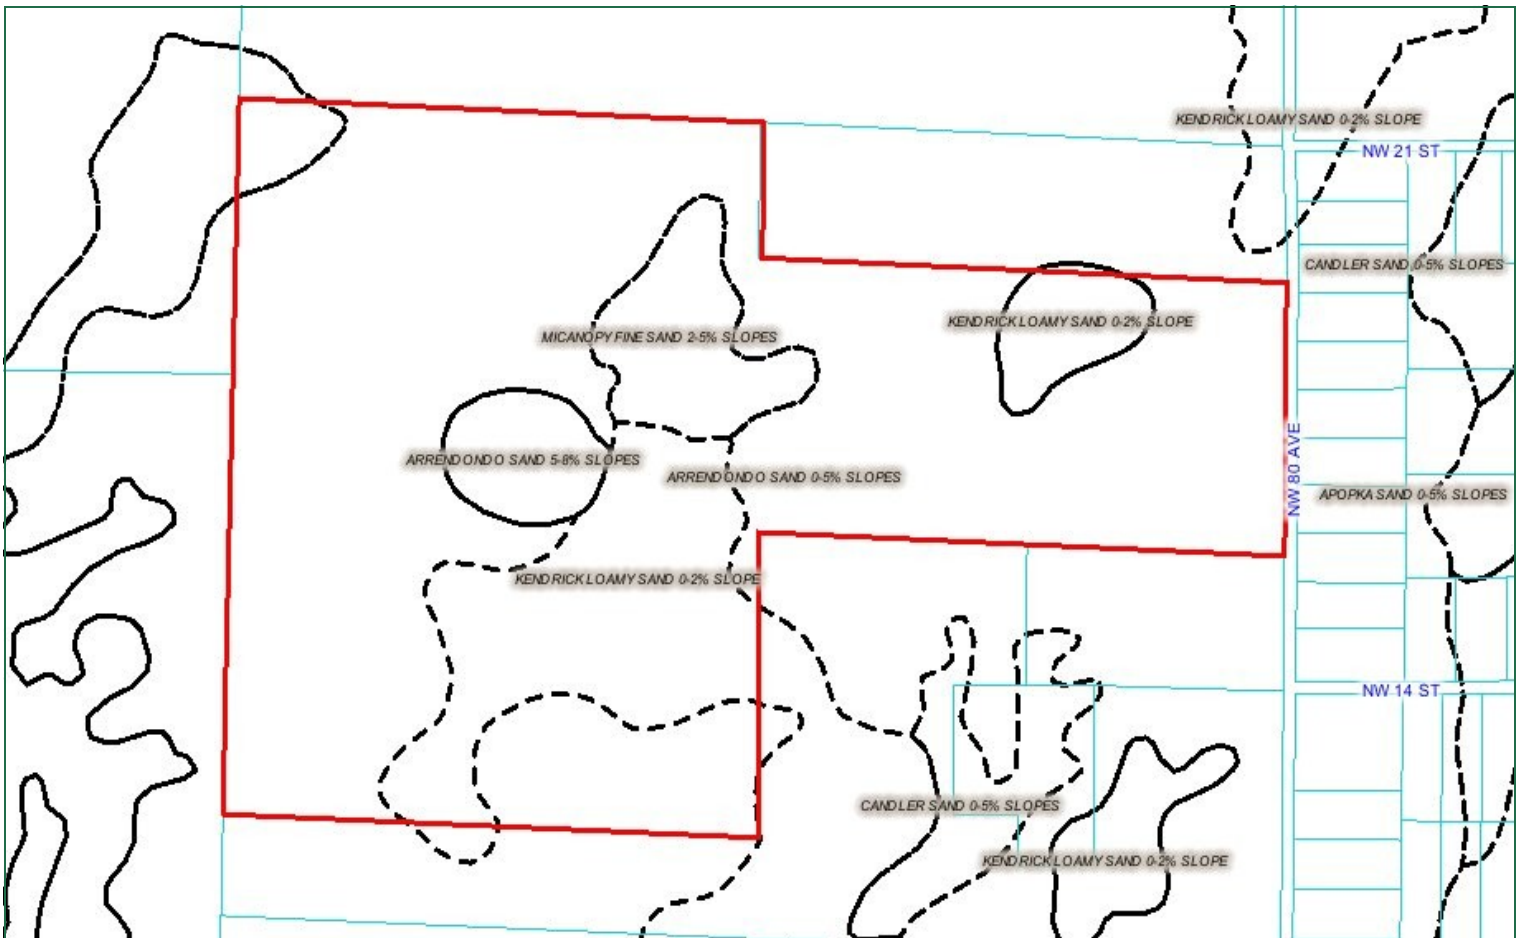 KENDRICK LOAMY SAND 0-2% SLOPE
NW 21 ST
CANDLER SAND 0-5% SLOPES
KENDRICK LOAMY SAND 0-2% SLOPE
MICANOPY FINE SAND 2-5% SLOPES
ARRENDONDO SAND 5-8% SLOPES
ARRENDONDO SAND 0-5% SLOPES
NW 80 AVE
APOPKA SAND 0-5% SLOPES
KENDRICK LOAMY SAND 0-2% SLOPE
NW 14 ST
CANDLER SAND 0-5% SLOPES
KENDRICK LOAMY SAND 0-2% SLOPE